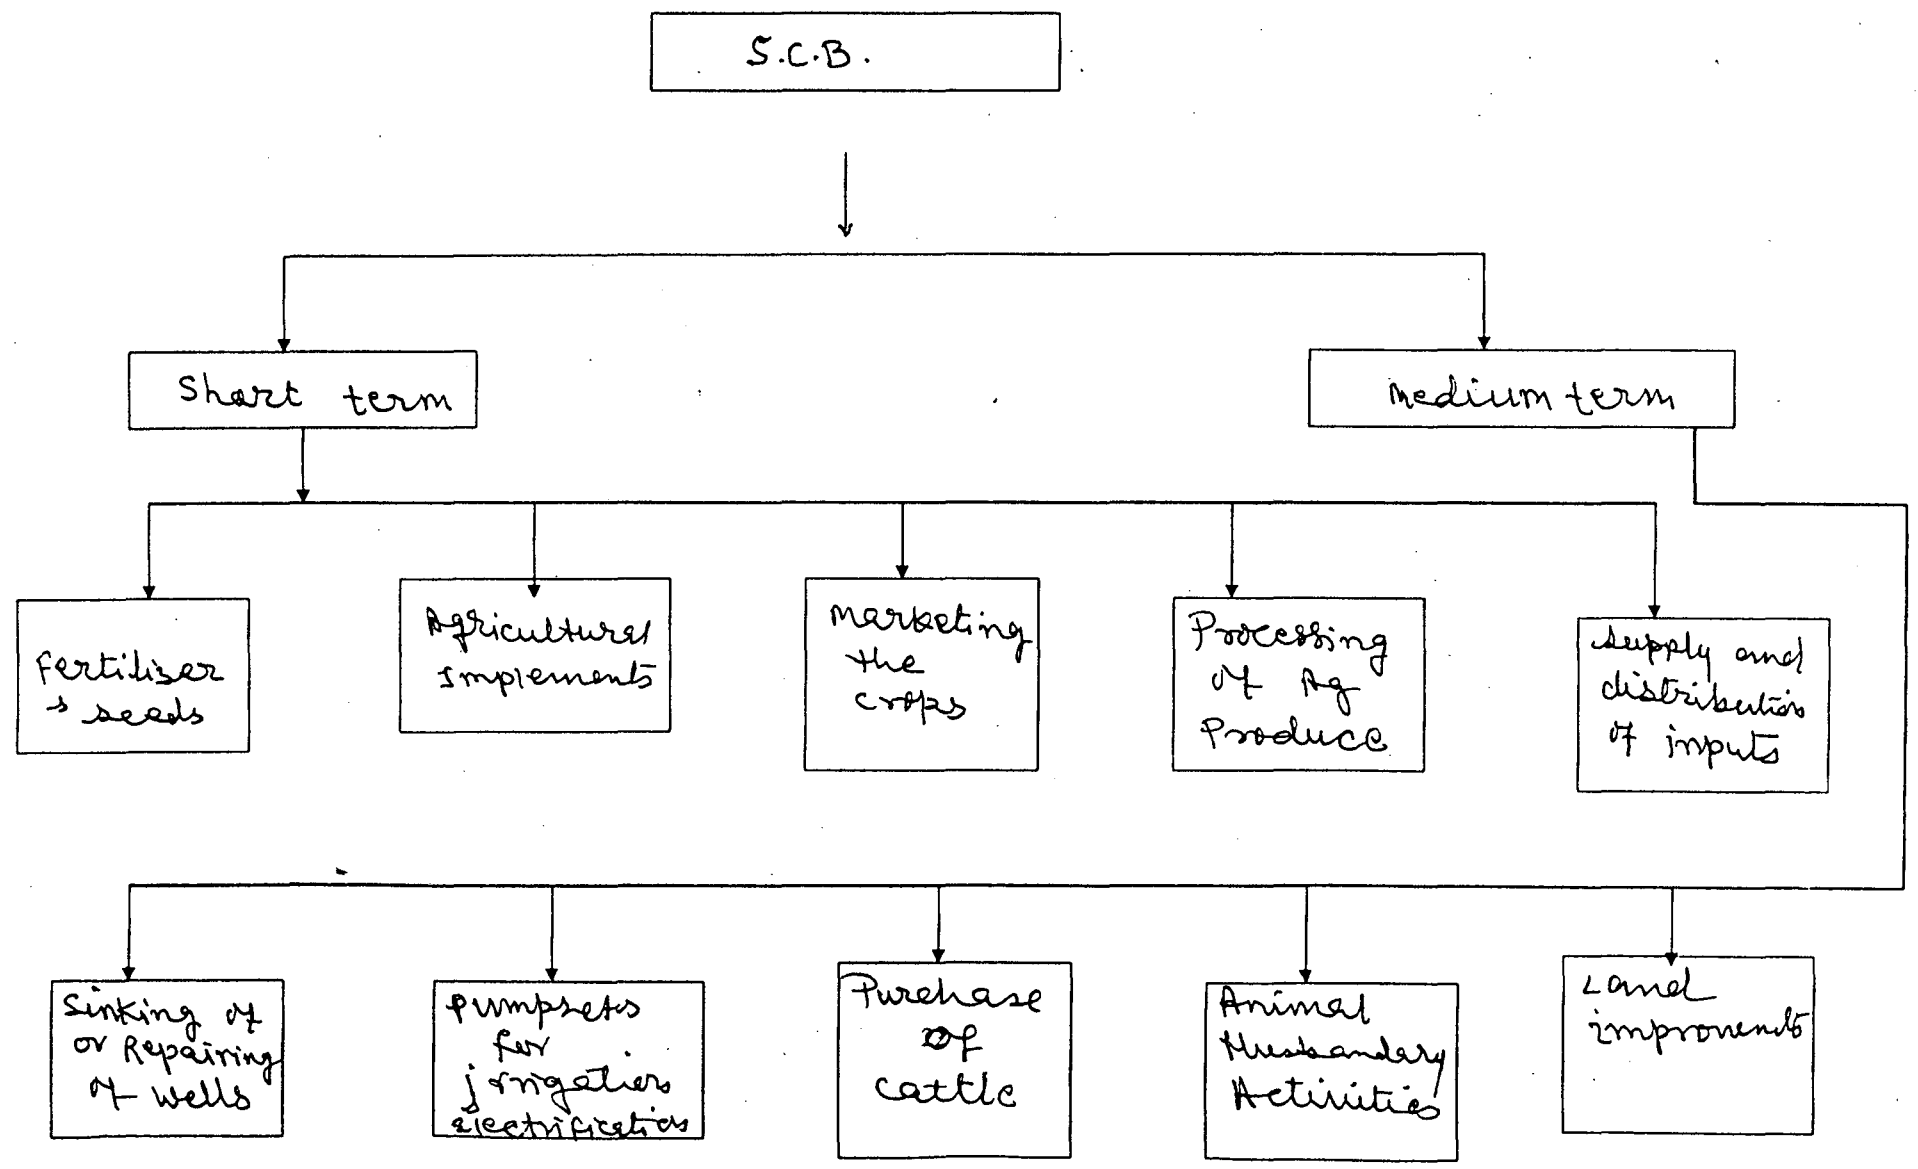 S.C.B.
Short term
Medium term
Fertiliser
s seeds
Agricultural
Implements
Marketing
the
crops
Processing
of Ag
Produce
supply and
distribution
of inputs
Sinking of
or Repairing
of wells
Pumpsets
for
irrigation
electrification
Purchase
of
cattle
Animal
Husbandary
Activities
Land
improvents